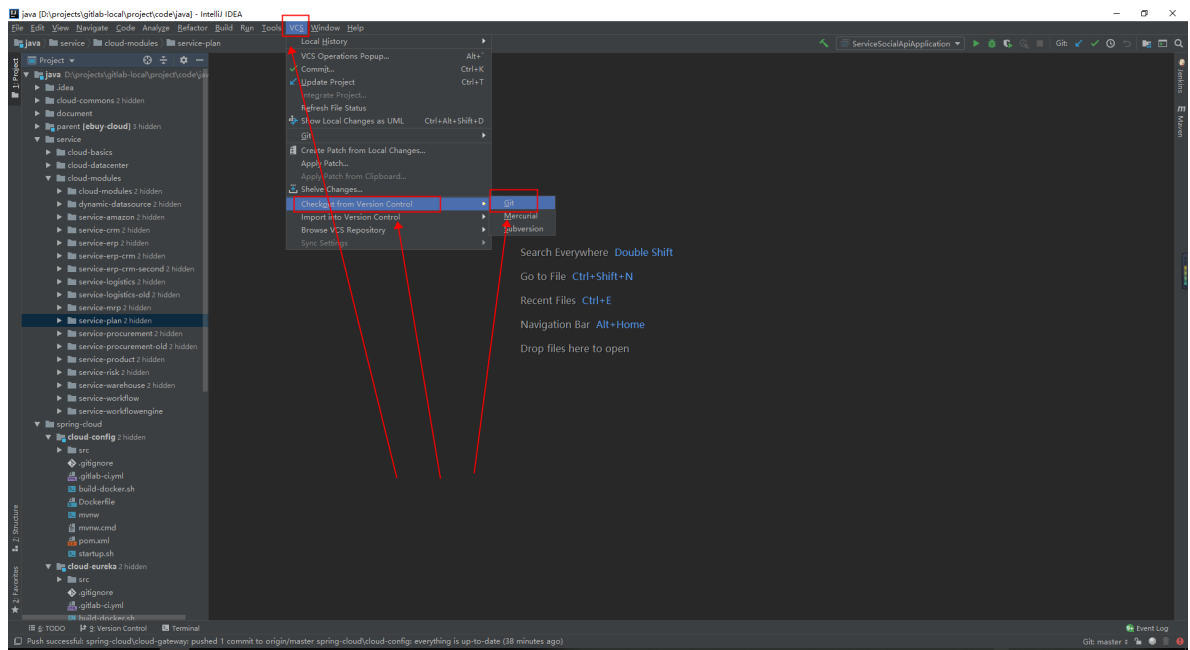 java [D:\projects\gitlab-local\project\code\java] - IntelliJ IDEA
File Edit View Navigate Code Analyze Refactor Build Run Tools VCS Window Help
java service cloud-modules service-plan
ServiceSocialApiApplication Git:
Project
1: Project
java D:\projects\gitlab-local\project\code\jav
.idea
cloud-commons 2 hidden
document
parent [ebuy-cloud] 3 hidden
service
cloud-basics
cloud-datacenter
cloud-modules
cloud-modules 2 hidden
dynamic-datasource 2 hidden
service-amazon 2 hidden
service-crm 2 hidden
service-erp 2 hidden
service-erp-crm 2 hidden
service-erp-crm-second 2 hidden
service-logistics 2 hidden
service-logistics-old 2 hidden
service-mrp 2 hidden
service-plan 2 hidden
service-procurement 2 hidden
service-procurement-old 2 hidden
service-product 2 hidden
service-risk 2 hidden
service-warehouse 2 hidden
service-workflow
service-workflowengine
spring-cloud
cloud-config 2 hidden
src
.gitignore
.gitlab-ci.yml
build-docker.sh
Dockerfile
mvnw
mvnw.cmd
pom.xml
startup.sh
cloud-eureka 2 hidden
src
.gitignore
.gitlab-ci.yml
build-docker.sh
Z: Structure
2: Favorites
Local History
VCS Operations Popup... Alt+`
Commit... Ctrl+K
Update Project Ctrl+T
Integrate Project...
Refresh File Status
Show Local Changes as UML Ctrl+Alt+Shift+D
Git
Create Patch from Local Changes...
Apply Patch...
Apply Patch from Clipboard...
Shelve Changes...
Checkout from Version Control
Import into Version Control
Browse VCS Repository
Sync Settings
Git
Mercurial
Subversion
Search Everywhere Double Shift
Go to File Ctrl+Shift+N
Recent Files Ctrl+E
Navigation Bar Alt+Home
Drop files here to open
Jenkins
Maven
6: TODO 9: Version Control Terminal
Event Log
Push successful: spring-cloud\cloud-gateway: pushed 1 commit to origin/master spring-cloud\cloud-config: everything is up-to-date (38 minutes ago)
Git: master